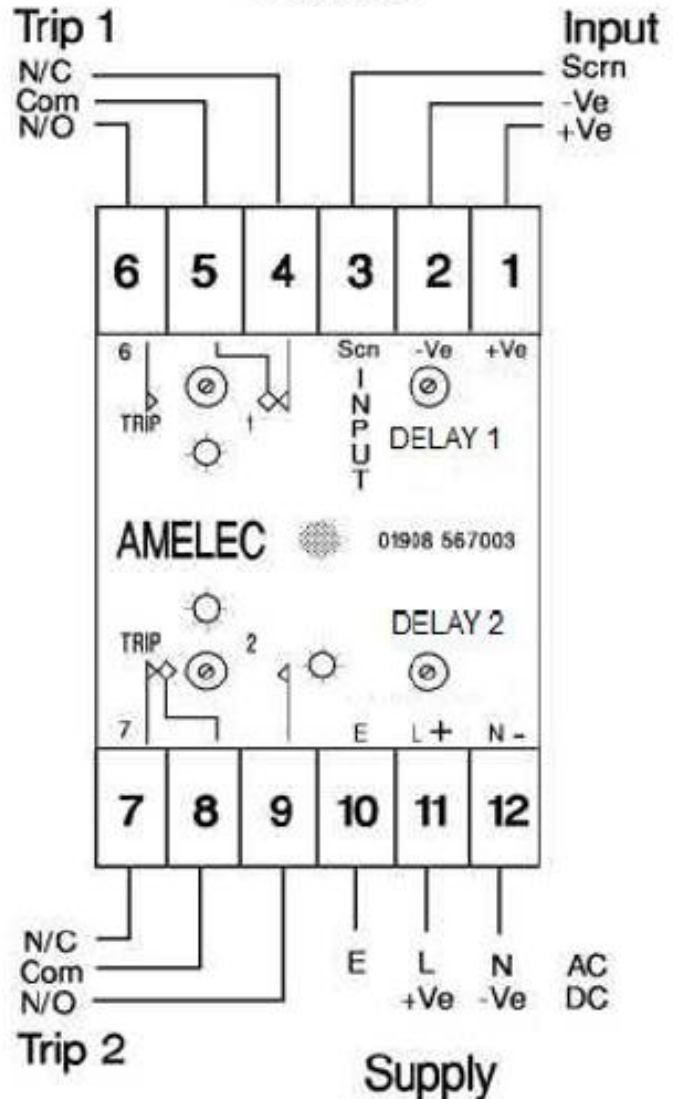 Trip 1 Input
N/C Scrn
Com -Ve
N/O +Ve
6 5 4 3 2 1
6 Scn -Ve +Ve
TRIP 1 INPUT DELAY 1
AMELEC 01908 567003
TRIP 2 DELAY 2
7 E L + N -
7 8 9 10 11 12
N/C E L N AC
Com +Ve -Ve DC
N/O
Trip 2
Supply